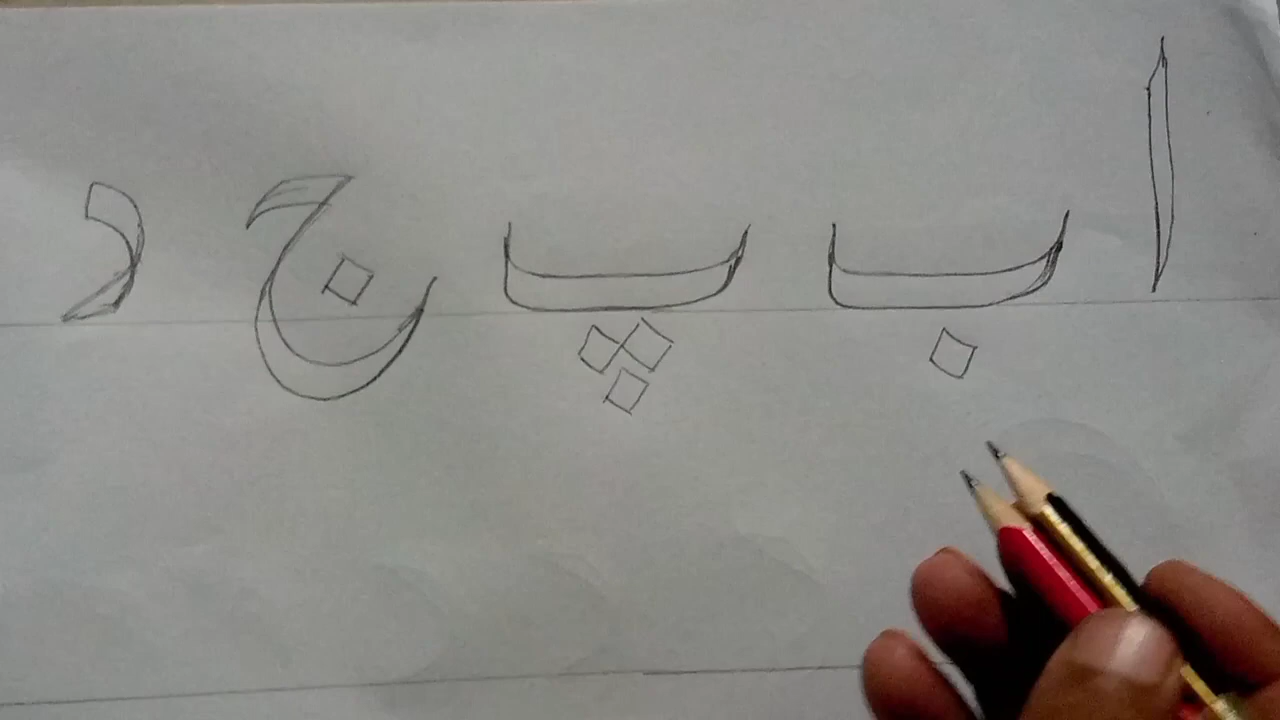 ا ب پ ج د